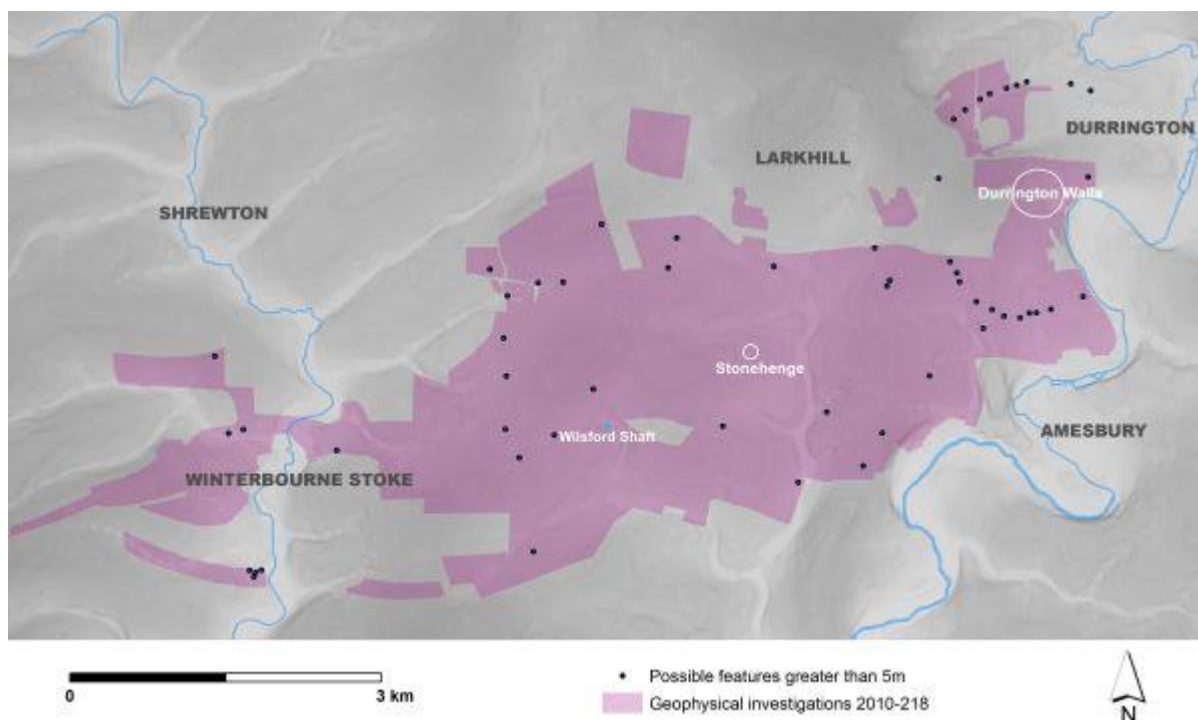 DURRINGTON
LARKHILL
Durrington Walls
SHREWTON
Stonehenge
Wilsford Shaft
AMESBURY
WINTERBOURNE STOKE
0 3 km
Possible features greater than 5m
Geophysical investigations 2010-218
N